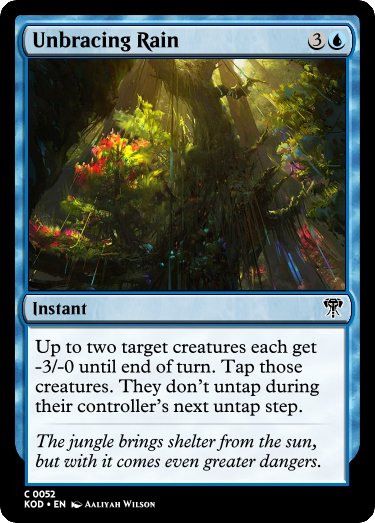 Unbracing Rain 3
Instant
Up to two target creatures each get
-3/-0 until end of turn. Tap those
creatures. They don't untap during
their controller's next untap step.
The jungle brings shelter from the sun,
but with it comes even greater dangers.
C 0052
KOD • EN Aaliyah Wilson